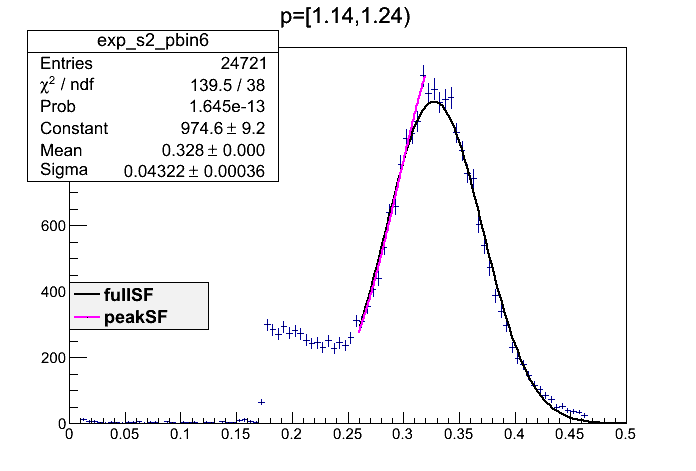 p=[1.14,1.24)
exp_s2_pbin6
Entries 24721
χ² / ndf 139.5 / 38
Prob 1.645e-13
Constant 974.6 ± 9.2
Mean 0.328 ± 0.000
Sigma 0.04322 ± 0.00036
600
400
fullSF
peakSF
200
0
0 0.05 0.1 0.15 0.2 0.25 0.3 0.35 0.4 0.45 0.5